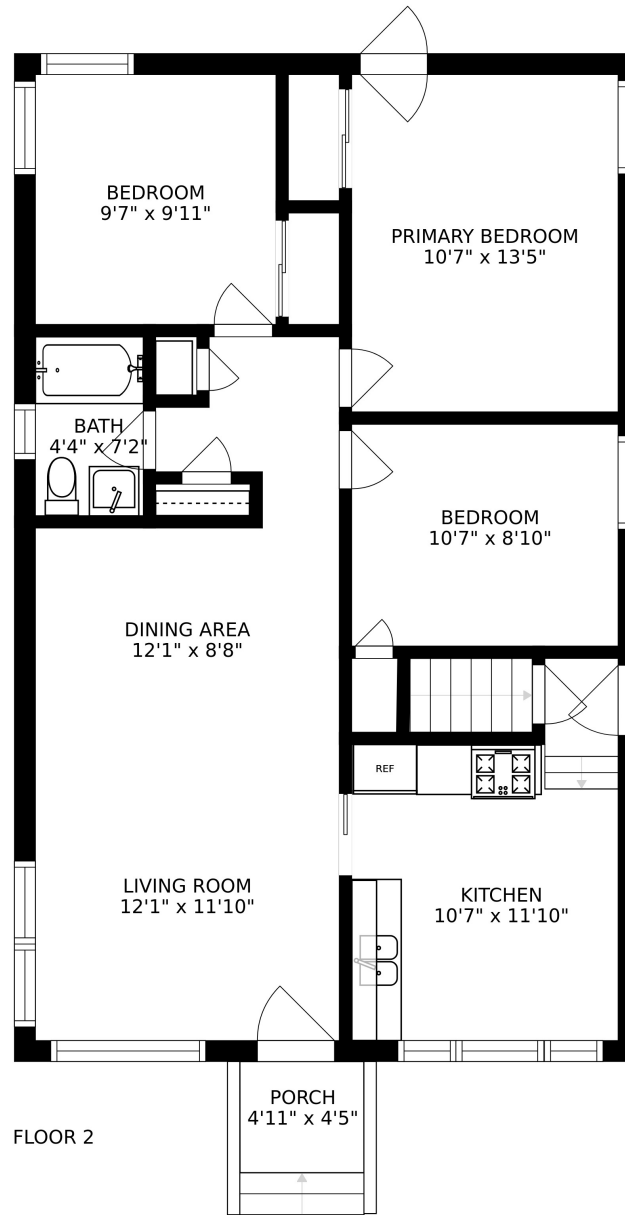 BEDROOM
9'7" x 9'11"
PRIMARY BEDROOM
10'7" x 13'5"
BATH
4'4" x 7'2"
BEDROOM
10'7" x 8'10"
DINING AREA
12'1" x 8'8"
REF
LIVING ROOM
12'1" x 11'10"
KITCHEN
10'7" x 11'10"
PORCH
4'11" x 4'5"
FLOOR 2